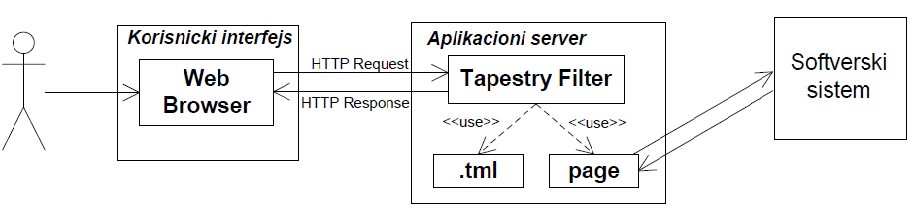 Korisnicki interfejs
Web
Browser
HTTP Request
HTTP Response
Aplikacioni server
Tapestry Filter
<<use>>
<<use>>
.tml
page
Softverski
sistem